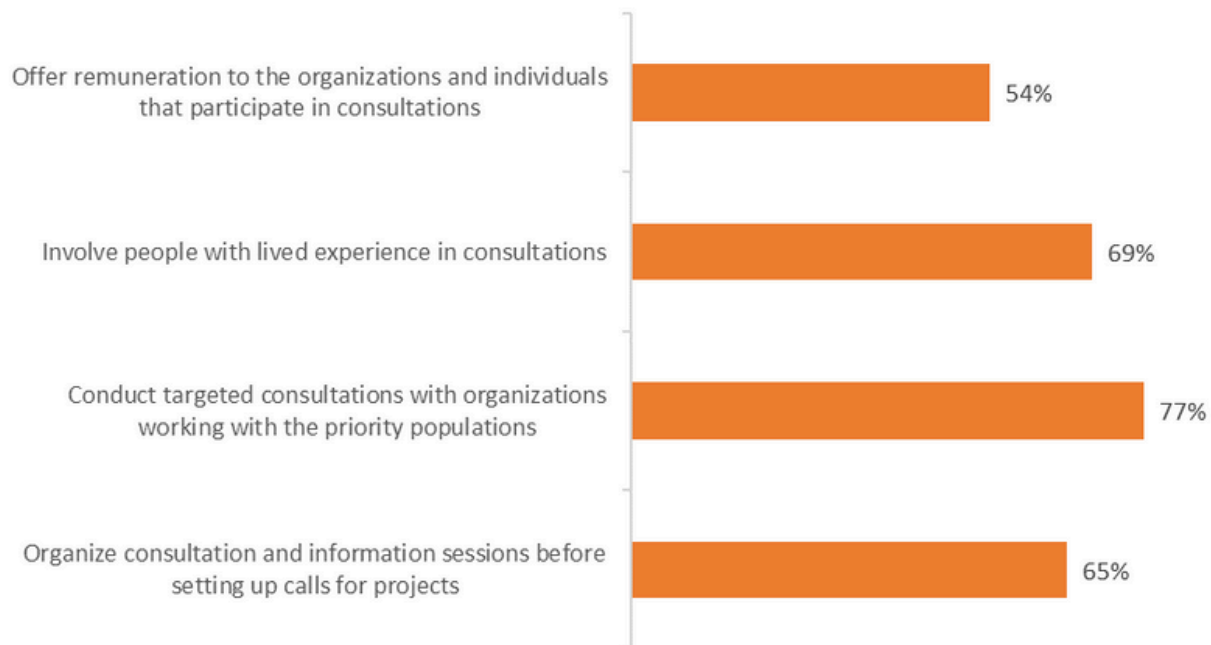 Offer remuneration to the organizations and individuals
that participate in consultations
54%
Involve people with lived experience in consultations
69%
Conduct targeted consultations with organizations
working with the priority populations
77%
Organize consultation and information sessions before
setting up calls for projects
65%